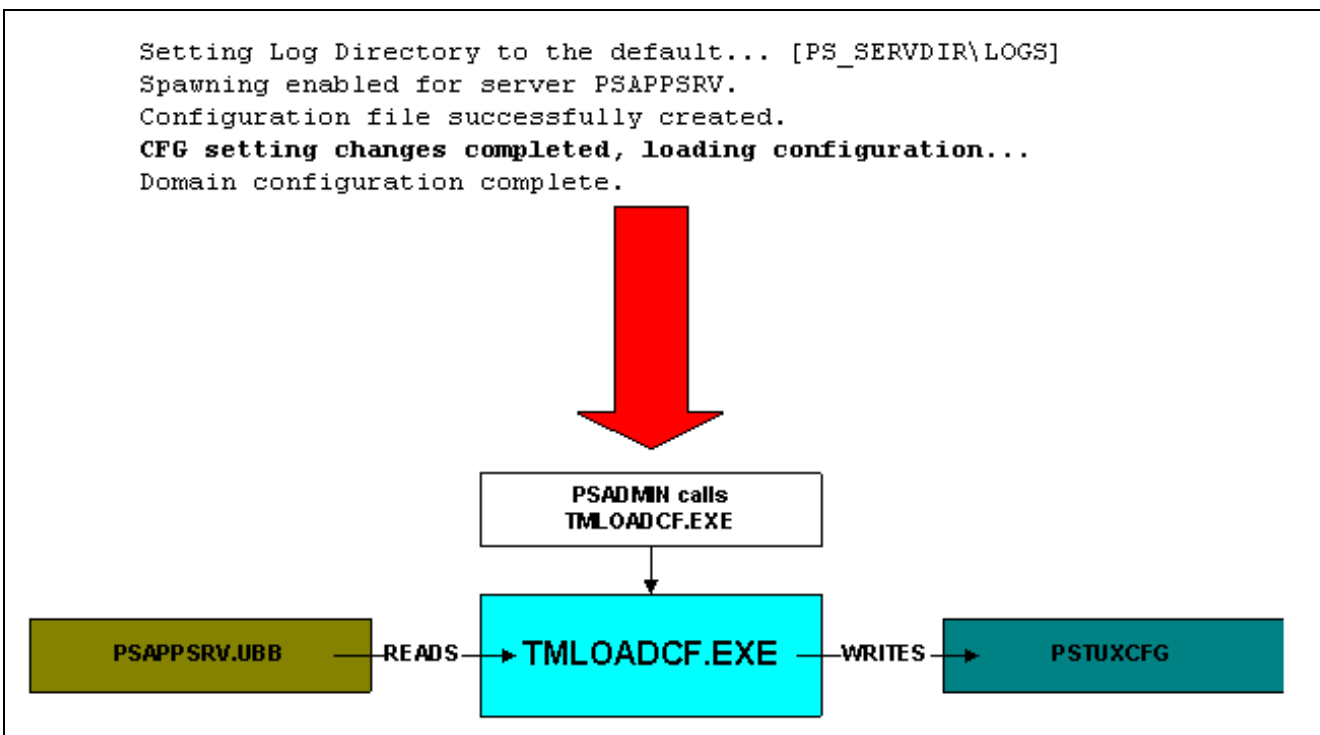 Setting Log Directory to the default... [PS_SERVDIR\LOGS]
Spawning enabled for server PSAPPSRV.
Configuration file successfully created.
CFG setting changes completed, loading configuration...
Domain configuration complete.
PSADMIN calls
TMLOADCF.EXE
PSAPPSRV.UBB READS TMLOADCF.EXE WRITES PSTUXCFG